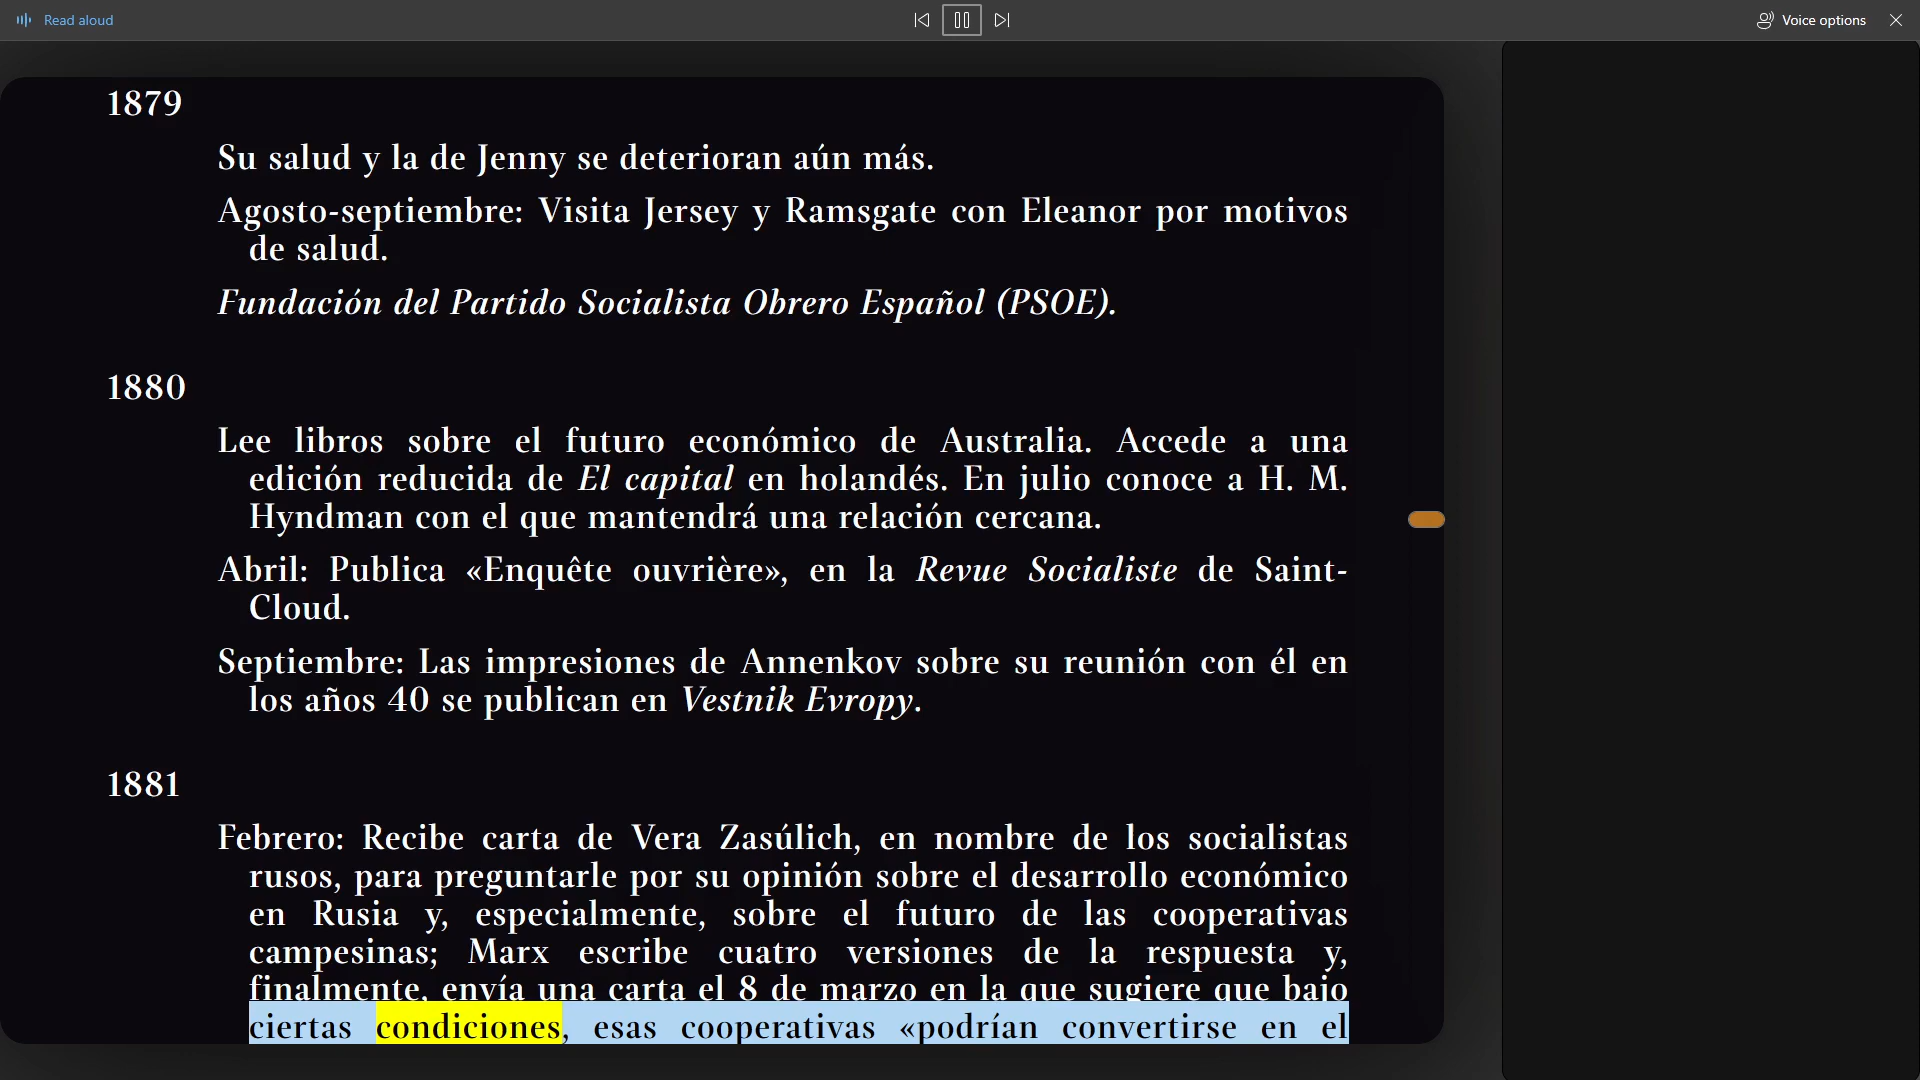 Read aloud
Voice options
1879
Su salud y la de Jenny se deterioran aún más.
Agosto-septiembre: Visita Jersey y Ramsgate con Eleanor por motivos
de salud.
Fundación del Partido Socialista Obrero Español (PSOE).
1880
Lee libros sobre el futuro económico de Australia. Accede a una
edición reducida de El capital en holandés. En julio conoce a H. M.
Hyndman con el que mantendrá una relación cercana.
Abril: Publica «Enquête ouvrière», en la Revue Socialiste de Saint-
Cloud.
Septiembre: Las impresiones de Annenkov sobre su reunión con él en
los años 40 se publican en Vestnik Evropy.
1881
Febrero: Recibe carta de Vera Zasúlich, en nombre de los socialistas
rusos, para preguntarle por su opinión sobre el desarrollo económico
en Rusia y, especialmente, sobre el futuro de las cooperativas
campesinas; Marx escribe cuatro versiones de la respuesta y,
finalmente, envía una carta el 8 de marzo en la que sugiere que bajo
ciertas condiciones, esas cooperativas «podrían convertirse en el